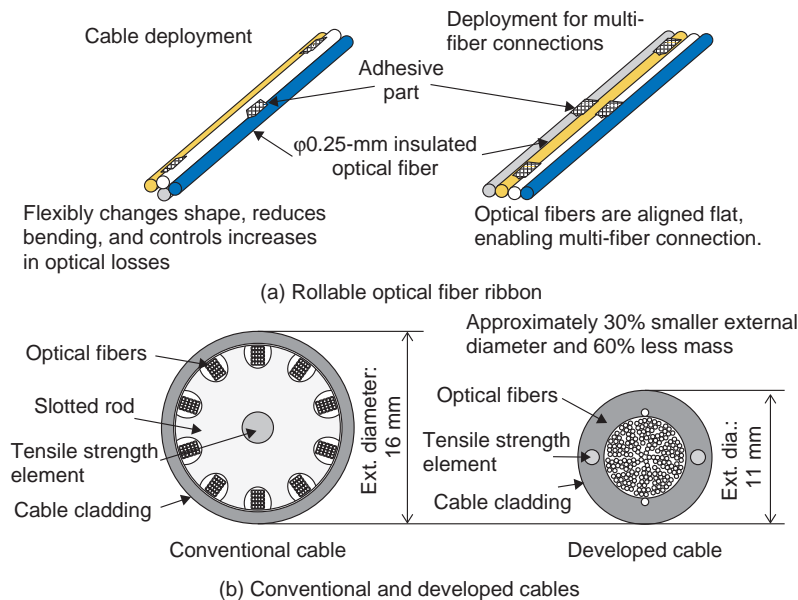 Cable deployment
Deployment for multi-
fiber connections
Adhesive
part
φ0.25-mm insulated
optical fiber
Flexibly changes shape, reduces
bending, and controls increases
in optical losses
Optical fibers are aligned flat,
enabling multi-fiber connection.
(a) Rollable optical fiber ribbon
Approximately 30% smaller external
diameter and 60% less mass
Optical fibers
Slotted rod
Tensile strength
element
Cable cladding
Ext. diameter:
16 mm
Optical fibers
Tensile strength
element
Cable cladding
Ext. dia.:
11 mm
Conventional cable
Developed cable
(b) Conventional and developed cables